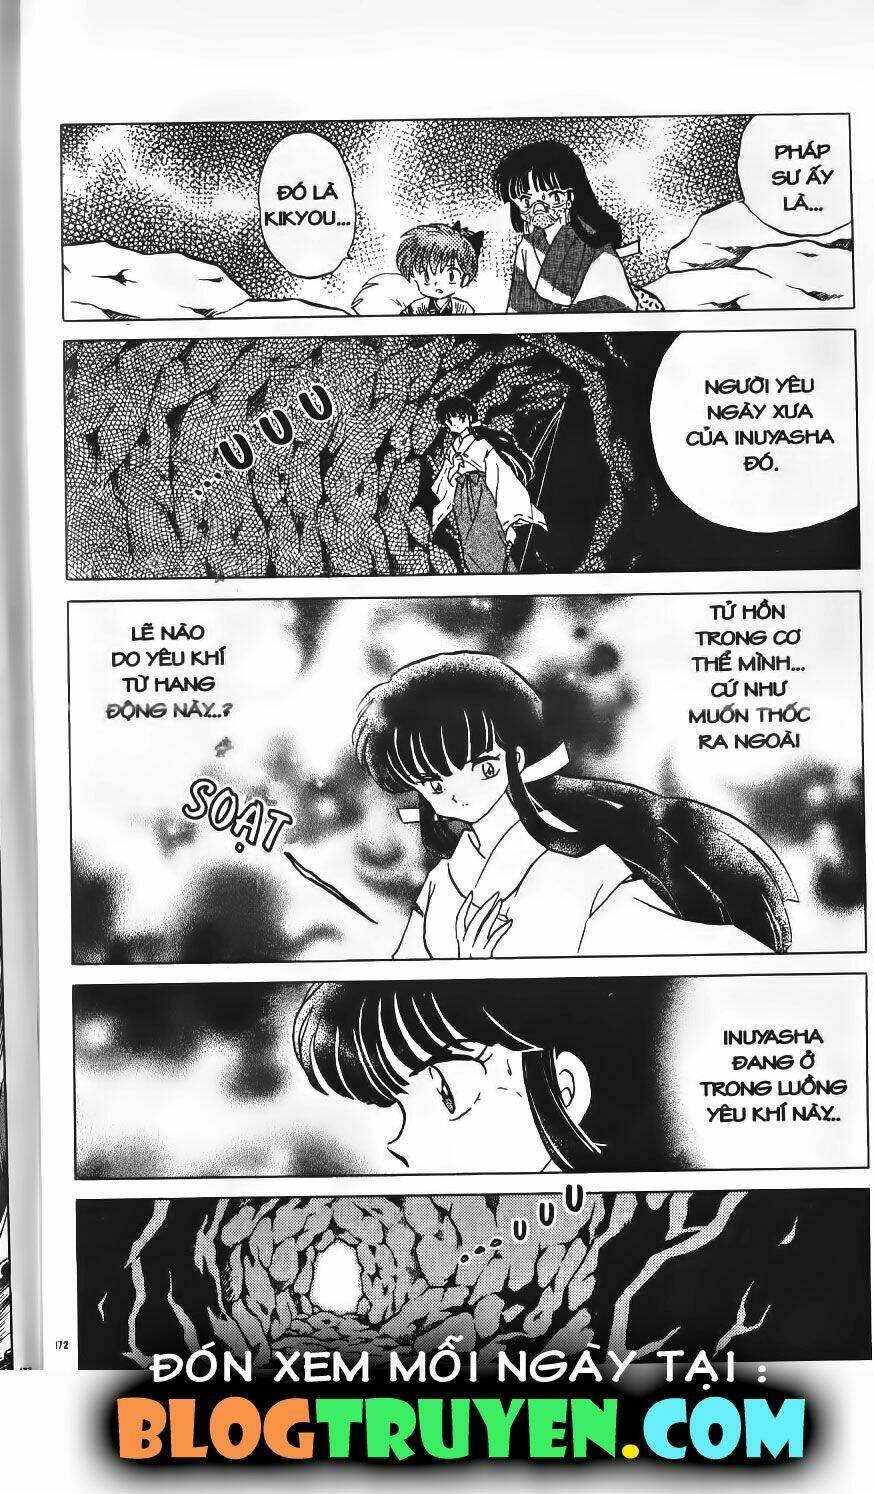 PHÁP
SƯ ẤY
LÀ...
ĐÓ LÀ
KIKYOU...
NGƯỜI YÊU
NGÀY XƯA
CỦA INUYASHA
ĐÓ.
...UUU
TỬ HỒN
TRONG CƠ
THỂ MÌNH...
CỨ NHƯ
MUỐN THỐC
RA NGOÀI
LẼ NÀO
DO YÊU KHÍ
TỪ HANG
ĐỘNG NÀY...?
SOẠT
INUYASHA
ĐANG Ở
TRONG LUỒNG
YÊU KHÍ NÀY...
...UUU
172
ĐÓN XEM MỖI NGÀY TẠI :
BLOGTRUYEN.COM